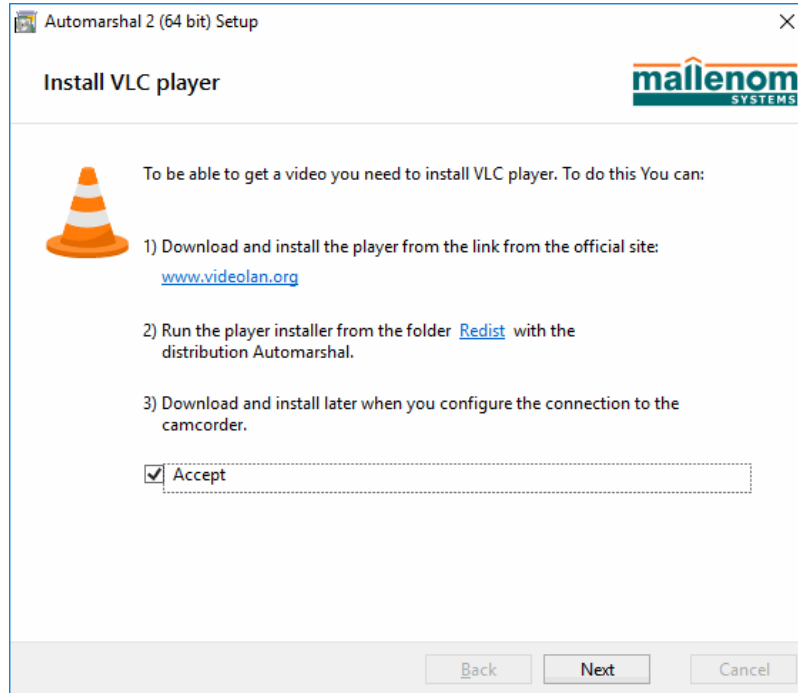 Automarshal 2 (64 bit) Setup
Install VLC player
mallenom
SYSTEMS
To be able to get a video you need to install VLC player. To do this You can:
1) Download and install the player from the link from the official site:
www.videolan.org
2) Run the player installer from the folder Redist with the
distribution Automarshal.
3) Download and install later when you configure the connection to the
camcorder.
Accept
Back Next Cancel